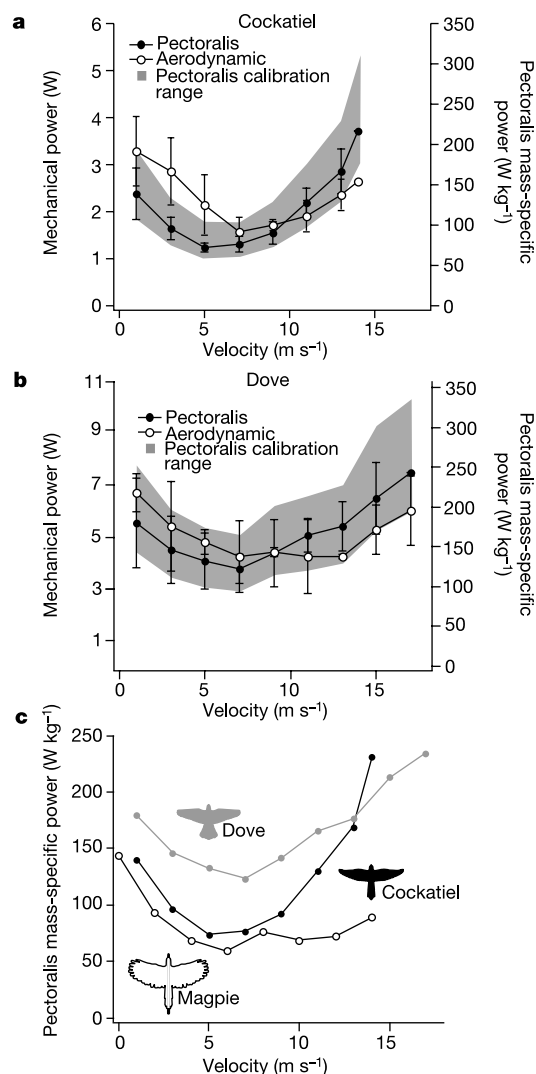 a
Cockatiel
Mechanical power (W)
6
5
4
3
2
1
0
Pectoralis
Aerodynamic
Pectoralis calibration
range
350
300
250
200
150
100
50
0
Pectoralis mass-specific
power (W kg⁻¹)
0
5
10
15
Velocity (m s⁻¹)
b
Dove
Mechanical power (W)
11
9
7
5
3
1
Pectoralis
Aerodynamic
Pectoralis calibration
range
350
300
250
200
150
100
50
0
Pectoralis mass-specific
power (W kg⁻¹)
0
5
10
15
Velocity (m s⁻¹)
c
Pectoralis mass-specific power (W kg⁻¹)
250
200
150
100
50
0
Dove
Cockatiel
Magpie
0
5
10
15
Velocity (m s⁻¹)